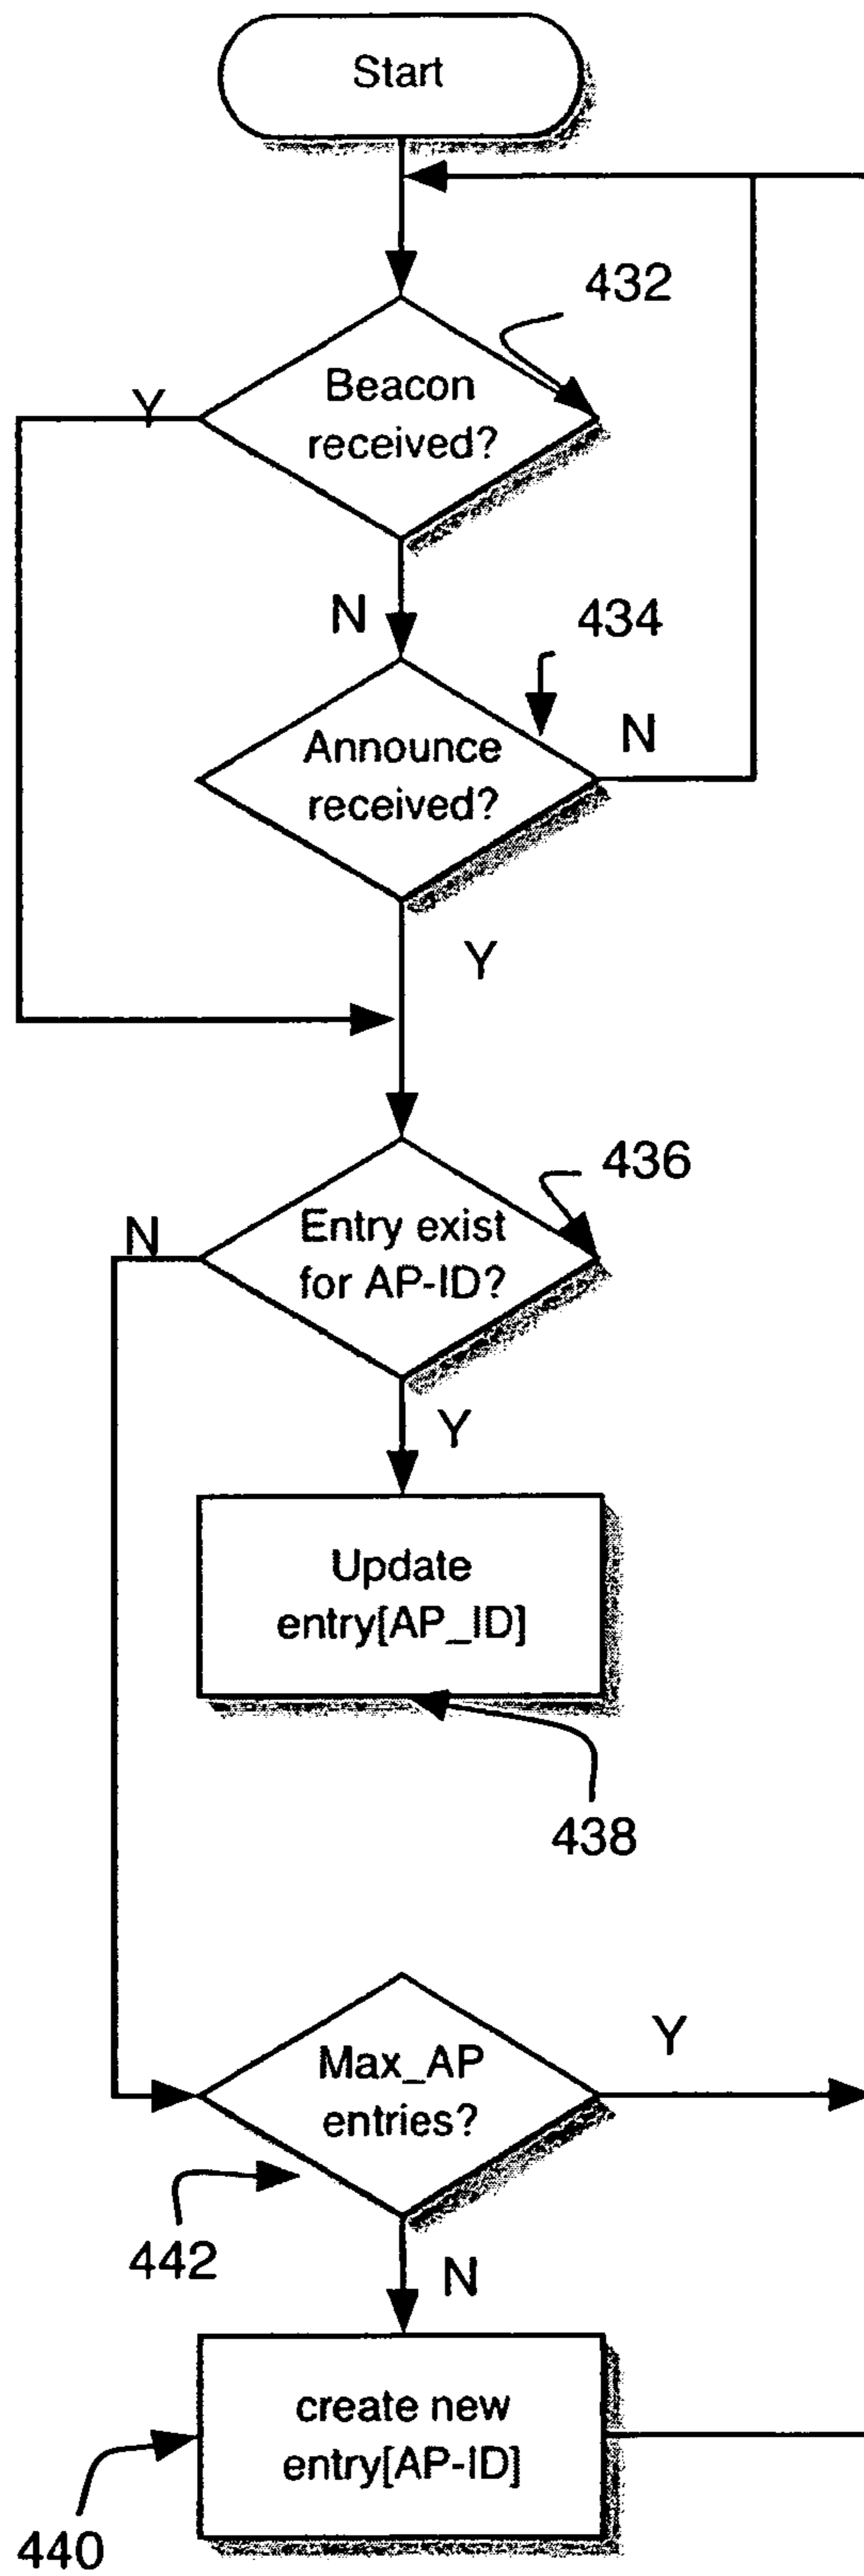 Start
432
Y
Beacon
received?
N
434
Announce
received?
N
Y
436
N
Entry exist
for AP-ID?
Y
Update
entry[AP_ID]
438
Y
Max_AP
entries?
442
N
create new
entry[AP-ID]
440